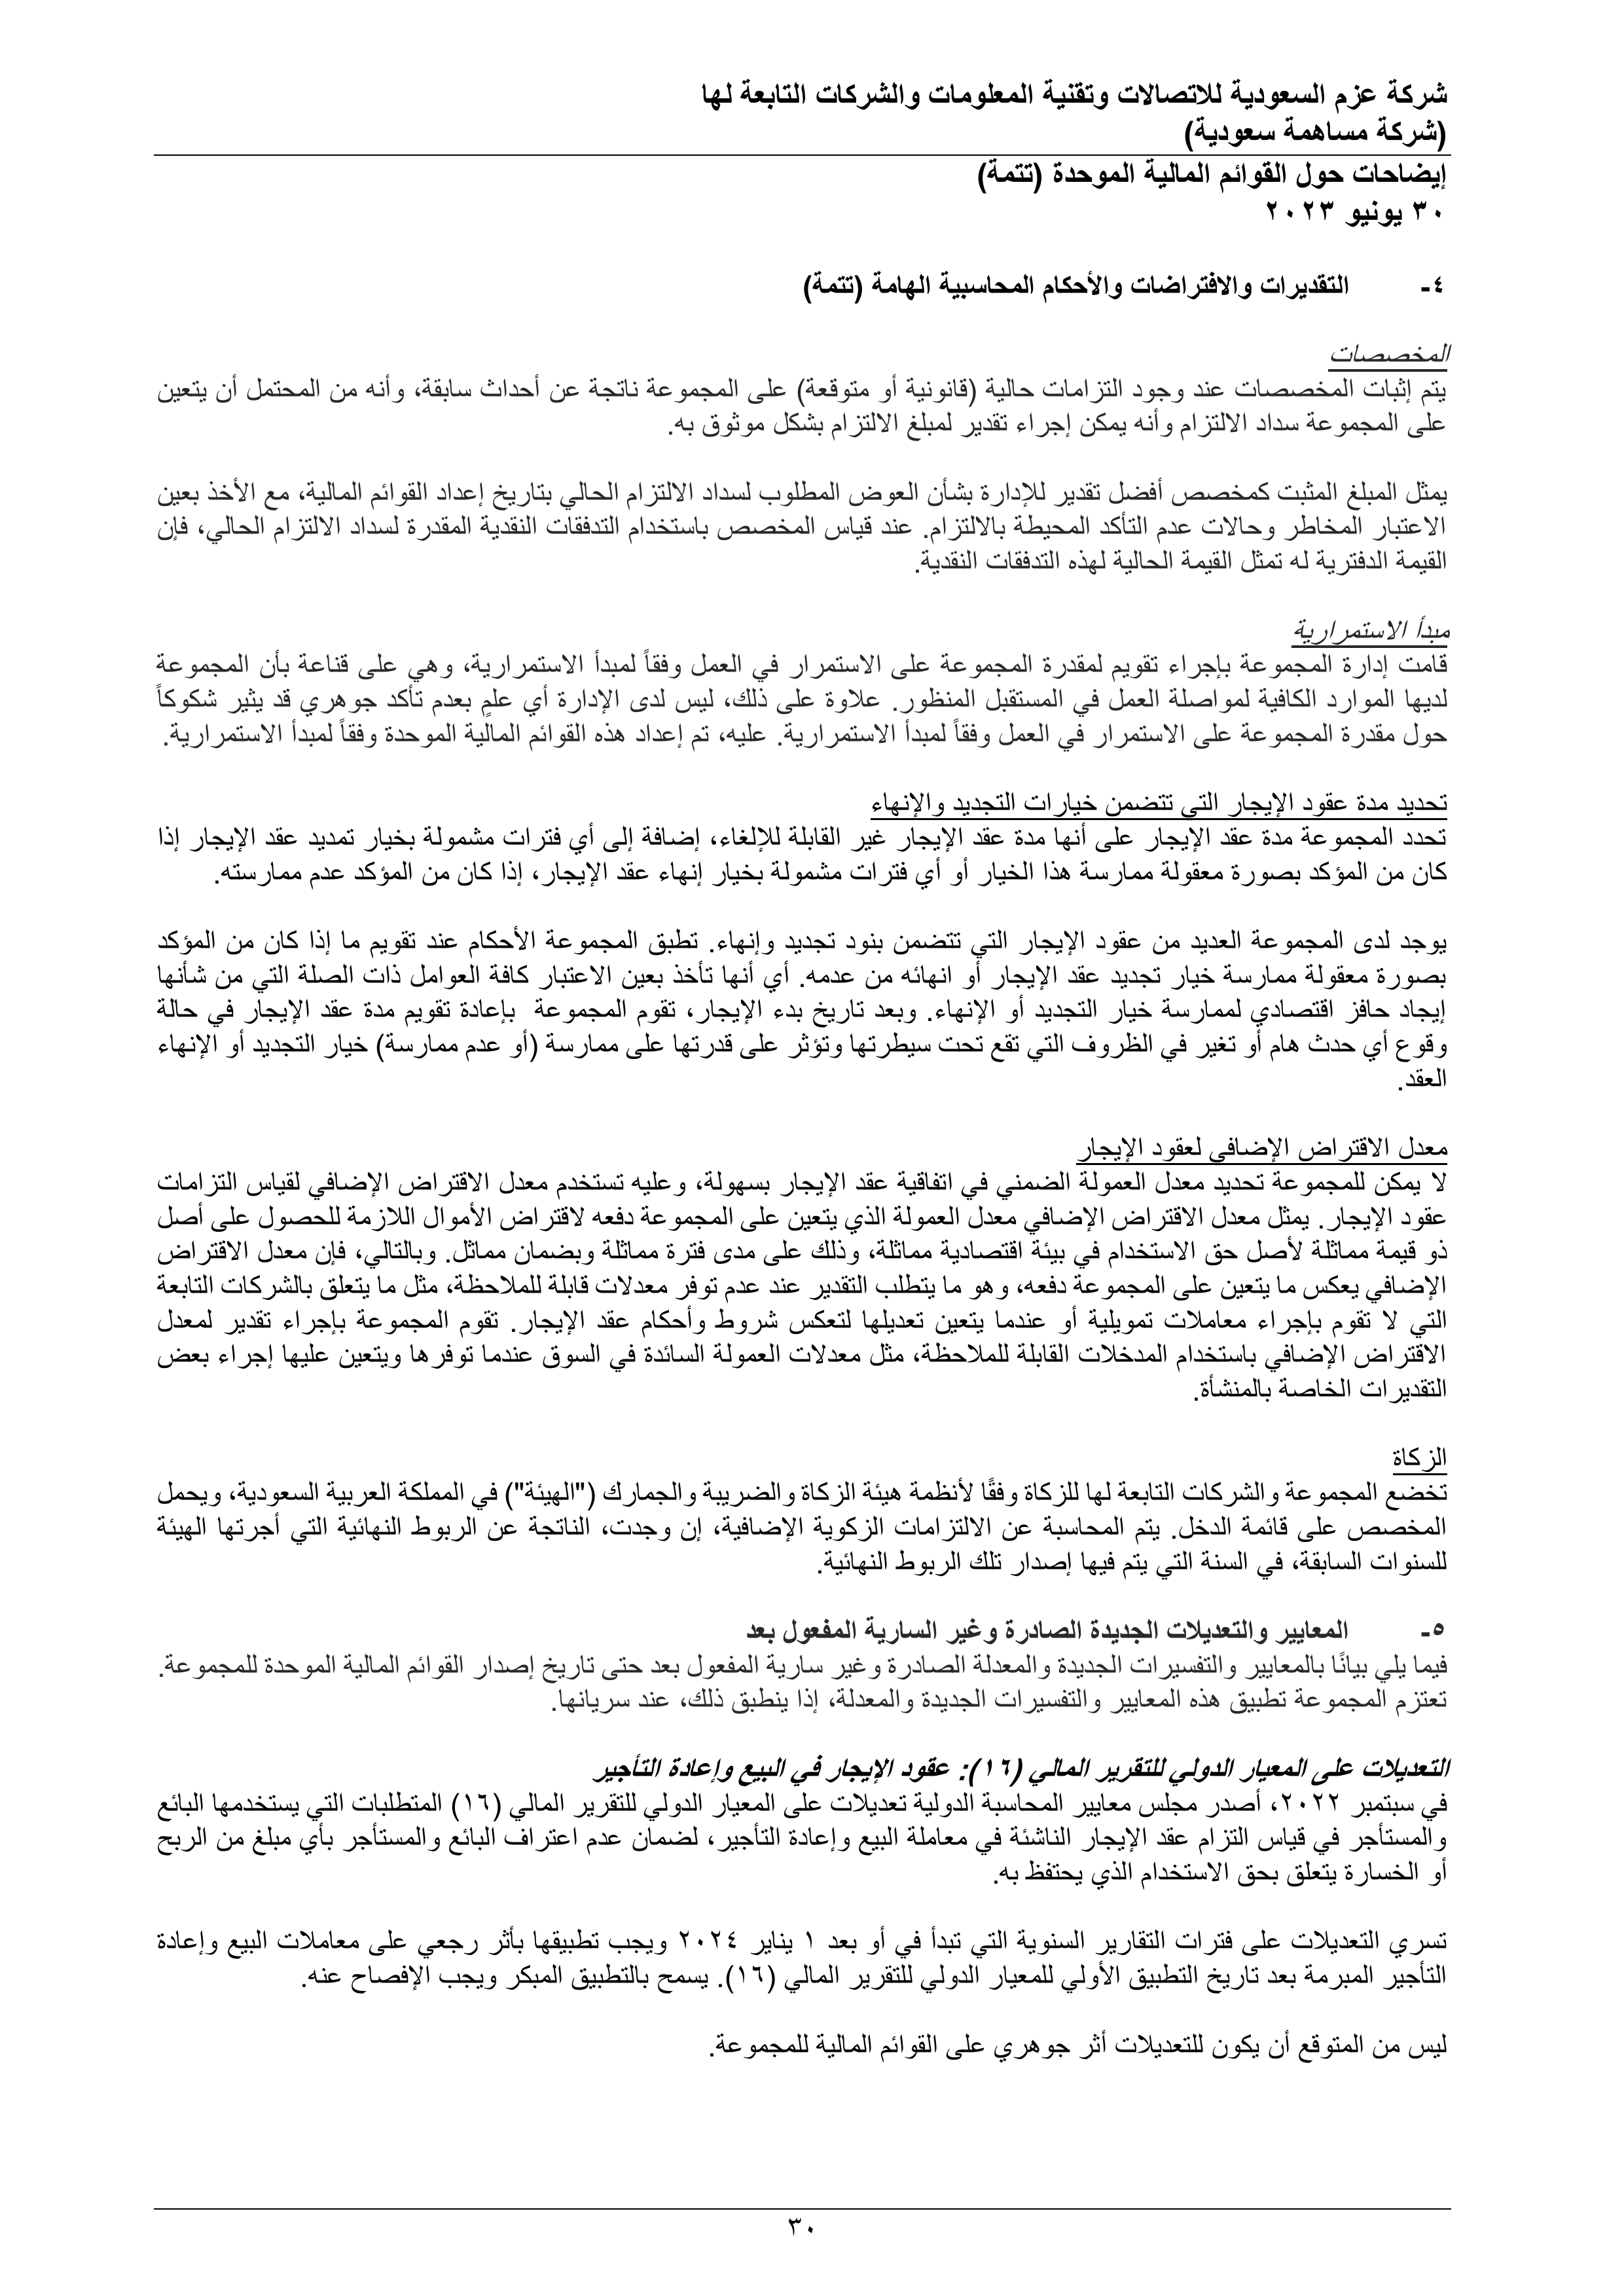 شركة عزم السعودية للاتصالات وتقنية المعلومات والشركات التابعة لها
(شركة مساهمة سعودية)
إيضاحات حول القوائم المالية الموحدة (تتمة)
٣٠ يونيو ٢٠٢٣
٤- التقديرات والافتراضات والأحكام المحاسبية الهامة (تتمة)
المخصصات
يتم إثبات المخصصات عند وجود التزامات حالية (قانونية أو متوقعة) على المجموعة ناتجة عن أحداث سابقة، وأنه من المحتمل أن يتعين
على المجموعة سداد الالتزام وأنه يمكن إجراء تقدير لمبلغ الالتزام بشكل موثوق به.
يمثل المبلغ المثبت كمخصص أفضل تقدير للإدارة بشأن العوض المطلوب لسداد الالتزام الحالي بتاريخ إعداد القوائم المالية، مع الأخذ بعين
الاعتبار المخاطر وحالات عدم التأكد المحيطة بالالتزام. عند قياس المخصص باستخدام التدفقات النقدية المقدرة لسداد الالتزام الحالي، فإن
القيمة الدفترية له تمثل القيمة الحالية لهذه التدفقات النقدية.
مبدأ الاستمرارية
قامت إدارة المجموعة بإجراء تقويم لمقدرة المجموعة على الاستمرار في العمل وفقاً لمبدأ الاستمرارية، وهي على قناعة بأن المجموعة
لديها الموارد الكافية لمواصلة العمل في المستقبل المنظور. علاوة على ذلك، ليس لدى الإدارة أي علمٍ بعدم تأكد جوهري قد يثير شكوكاً
حول مقدرة المجموعة على الاستمرار في العمل وفقاً لمبدأ الاستمرارية. عليه، تم إعداد هذه القوائم المالية الموحدة وفقاً لمبدأ الاستمرارية.
تحديد مدة عقود الإيجار التي تتضمن خيارات التجديد والإنهاء
تحدد المجموعة مدة عقد الإيجار على أنها مدة عقد الإيجار غير القابلة للإلغاء، إضافة إلى أي فترات مشمولة بخيار تمديد عقد الإيجار إذا
كان من المؤكد بصورة معقولة ممارسة هذا الخيار أو أي فترات مشمولة بخيار إنهاء عقد الإيجار، إذا كان من المؤكد عدم ممارسته.
يوجد لدى المجموعة العديد من عقود الإيجار التي تتضمن بنود تجديد وإنهاء. تطبق المجموعة الأحكام عند تقويم ما إذا كان من المؤكد
بصورة معقولة ممارسة خيار تجديد عقد الإيجار أو انهائه من عدمه. أي أنها تأخذ بعين الاعتبار كافة العوامل ذات الصلة التي من شأنها
إيجاد حافز اقتصادي لممارسة خيار التجديد أو الإنهاء. وبعد تاريخ بدء الإيجار، تقوم المجموعة بإعادة تقويم مدة عقد الإيجار في حالة
وقوع أي حدث هام أو تغير في الظروف التي تقع تحت سيطرتها وتؤثر على قدرتها على ممارسة (أو عدم ممارسة) خيار التجديد أو الإنهاء
العقد.
معدل الاقتراض الإضافي لعقود الإيجار
لا يمكن للمجموعة تحديد معدل العمولة الضمني في اتفاقية عقد الإيجار بسهولة، وعليه تستخدم معدل الاقتراض الإضافي لقياس التزامات
عقود الإيجار. يمثل معدل الاقتراض الإضافي معدل العمولة الذي يتعين على المجموعة دفعه لاقتراض الأموال اللازمة للحصول على أصل
ذو قيمة مماثلة لأصل حق الاستخدام في بيئة اقتصادية مماثلة، وذلك على مدى فترة مماثلة وبضمان مماثل. وبالتالي، فإن معدل الاقتراض
الإضافي يعكس ما يتعين على المجموعة دفعه، وهو ما يتطلب التقدير عند عدم توفر معدلات قابلة للملاحظة، مثل ما يتعلق بالشركات التابعة
التي لا تقوم بإجراء معاملات تمويلية أو عندما يتعين تعديلها لتعكس شروط وأحكام عقد الإيجار. تقوم المجموعة بإجراء تقدير لمعدل
الاقتراض الإضافي باستخدام المدخلات القابلة للملاحظة، مثل معدلات العمولة السائدة في السوق عندما توفرها ويتعين عليها إجراء بعض
التقديرات الخاصة بالمنشأة.
الزكاة
تخضع المجموعة والشركات التابعة لها للزكاة وفقًا لأنظمة هيئة الزكاة والضريبة والجمارك ("الهيئة") في المملكة العربية السعودية، ويحمل
المخصص على قائمة الدخل. يتم المحاسبة عن الالتزامات الزكوية الإضافية، إن وجدت، الناتجة عن الربوط النهائية التي أجرتها الهيئة
للسنوات السابقة، في السنة التي يتم فيها إصدار تلك الربوط النهائية.
٥- المعايير والتعديلات الجديدة الصادرة وغير السارية المفعول بعد
فيما يلي بيانًا بالمعايير والتفسيرات الجديدة والمعدلة الصادرة وغير سارية المفعول بعد حتى تاريخ إصدار القوائم المالية الموحدة للمجموعة.
تعتزم المجموعة تطبيق هذه المعايير والتفسيرات الجديدة والمعدلة، إذا ينطبق ذلك، عند سريانها.
التعديلات على المعيار الدولي للتقرير المالي (١٦): عقود الإيجار في البيع وإعادة التأجير
في سبتمبر ٢٠٢٢، أصدر مجلس معايير المحاسبة الدولية تعديلات على المعيار الدولي للتقرير المالي (١٦) المتطلبات التي يستخدمها البائع
والمستأجر في قياس التزام عقد الإيجار الناشئة في معاملة البيع وإعادة التأجير، لضمان عدم اعتراف البائع والمستأجر بأي مبلغ من الربح
أو الخسارة يتعلق بحق الاستخدام الذي يحتفظ به.
تسري التعديلات على فترات التقارير السنوية التي تبدأ في أو بعد ١ يناير ٢٠٢٤ ويجب تطبيقها بأثر رجعي على معاملات البيع وإعادة
التأجير المبرمة بعد تاريخ التطبيق الأولي للمعيار الدولي للتقرير المالي (١٦). يسمح بالتطبيق المبكر ويجب الإفصاح عنه.
ليس من المتوقع أن يكون للتعديلات أثر جوهري على القوائم المالية للمجموعة.
٣٠